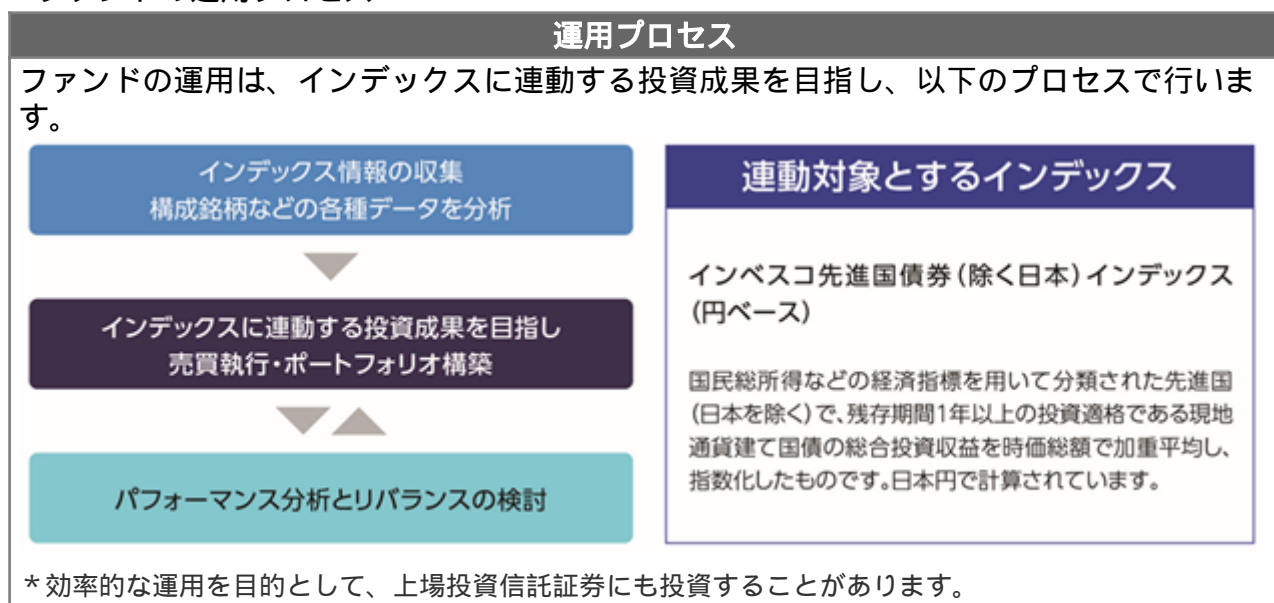 運用プロセス
ファンドの運用は、インデックスに連動する投資成果を目指し、以下のプロセスで行いま
す。
インデックス情報の収集
構成銘柄などの各種データを分析
インデックスに連動する投資成果を目指し
売買執行・ポートフォリオ構築
パフォーマンス分析とリバランスの検討
連動対象とするインデックス
インベスコ先進国債券(除く日本)インデックス
(円ベース)
国民総所得などの経済指標を用いて分類された先進国
(日本を除く)で、残存期間1年以上の投資適格である現地
通貨建て国債の総合投資収益を時価総額で加重平均し、
指数化したものです。日本円で計算されています。
*効率的な運用を目的として、上場投資信託証券にも投資することがあります。